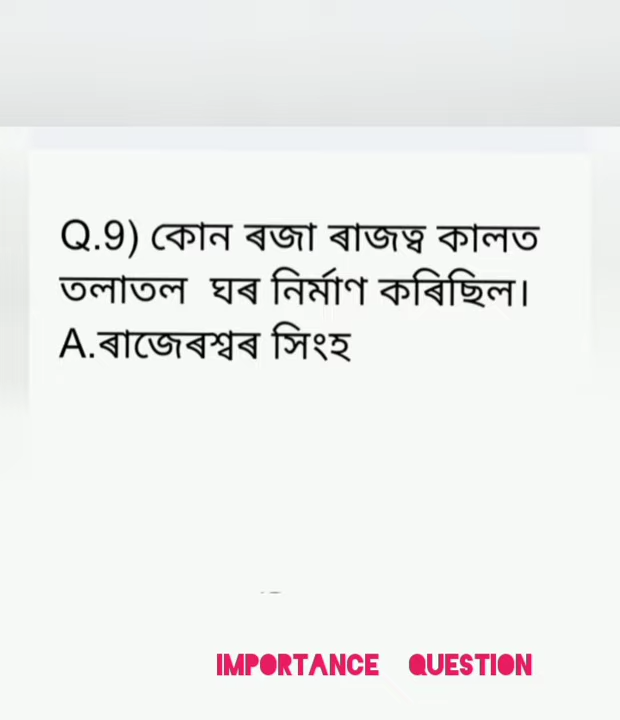 Q.9) কোন ৰজা ৰাজত্ব কালত
তলাতল ঘৰ নিৰ্মাণ কৰিছিল।
A.ৰাজেৰশ্বৰ সিংহ
IMPORTANCE QUESTION